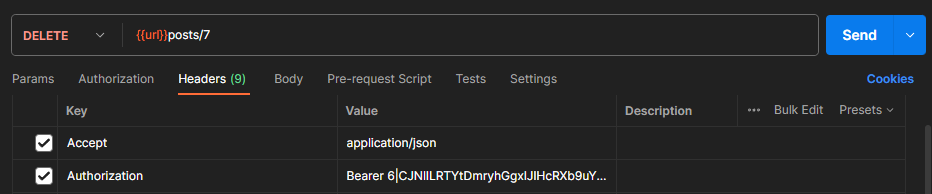 DELETE {{url}}posts/7 Send
Params Authorization Headers (9) Body Pre-request Script Tests Settings Cookies
Key Value Description Bulk Edit Presets
Accept application/json
Authorization Bearer 6|CJNIlLRTYtDmryhGgxIJIHcRXb9uY...